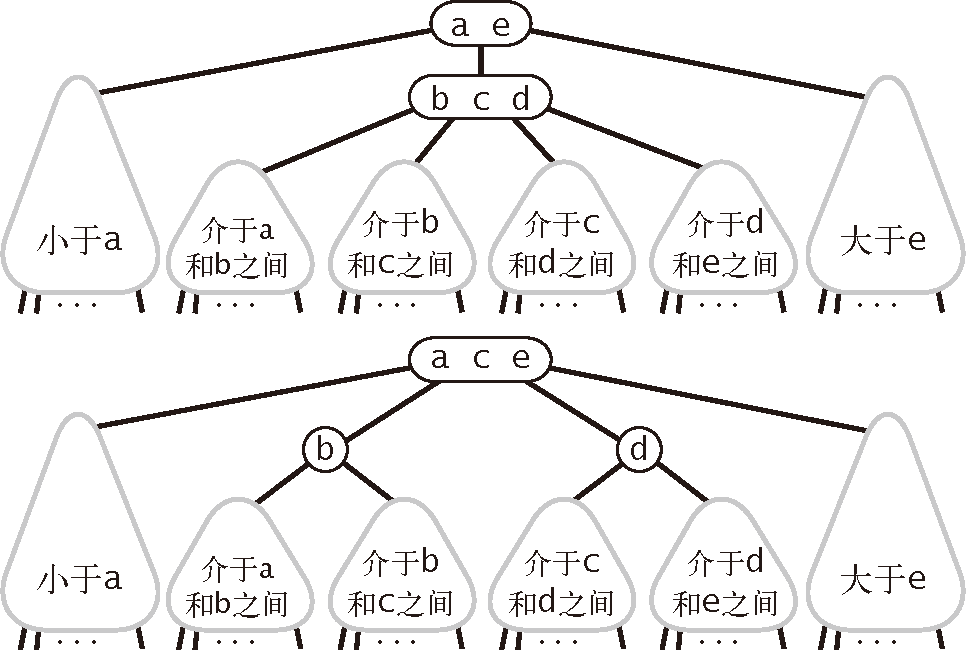 a e
b c d
小于a
介于a
和b之间
介于b
和c之间
介于c
和d之间
介于d
和e之间
大于e
... ... ... ... ... ...
a c e
b
d
小于a
介于a
和b之间
介于b
和c之间
介于c
和d之间
介于d
和e之间
大于e
... ... ... ... ... ...